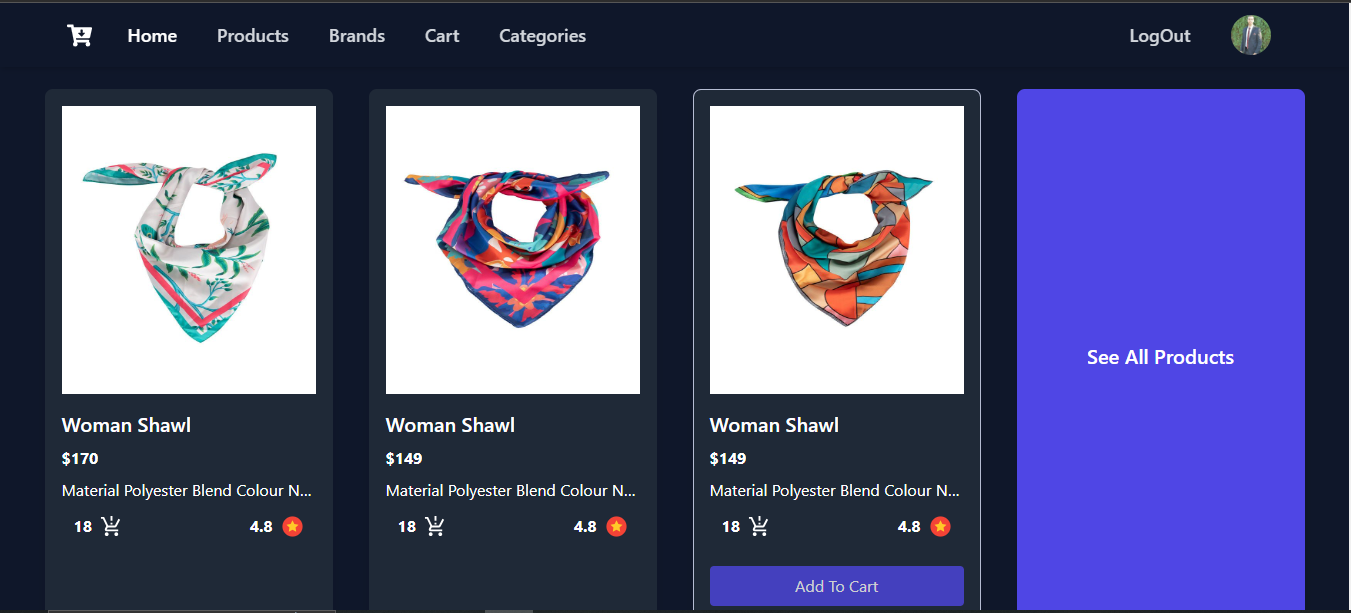 Home Products Brands Cart Categories LogOut
Woman Shawl
$170
Material Polyester Blend Colour N...
18 4.8
Woman Shawl
$149
Material Polyester Blend Colour N...
18 4.8
Woman Shawl
$149
Material Polyester Blend Colour N...
18 4.8
Add To Cart
See All Products